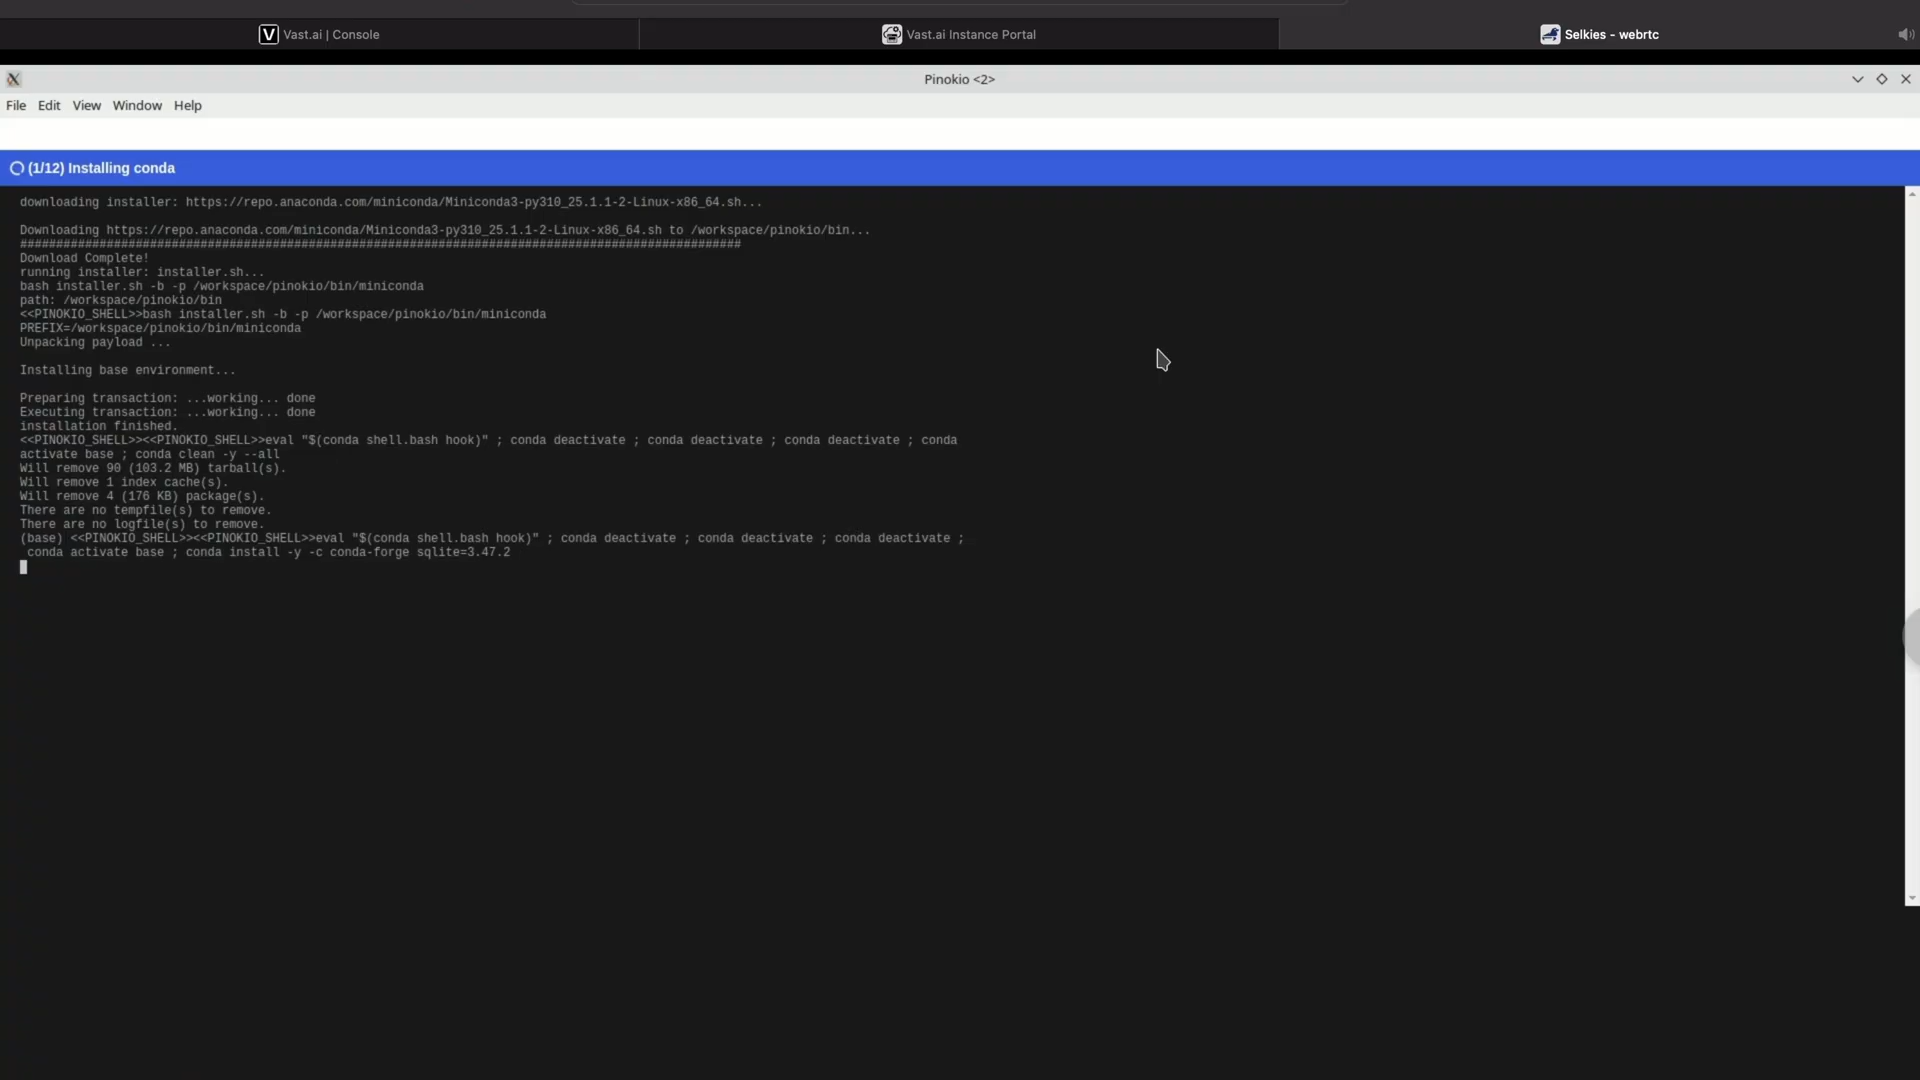 Vast.ai | Console
Vast.ai Instance Portal
Selkies - webrtc
Pinokio <2>
File Edit View Window Help
(1/12) Installing conda
downloading installer: https://repo.anaconda.com/miniconda/Miniconda3-py310_25.1.1-2-Linux-x86_64.sh...
Downloading https://repo.anaconda.com/miniconda/Miniconda3-py310_25.1.1-2-Linux-x86_64.sh to /workspace/pinokio/bin...
####################################################################################################
Download Complete!
running installer: installer.sh...
bash installer.sh -b -p /workspace/pinokio/bin/miniconda
path: /workspace/pinokio/bin
<<PINOKIO_SHELL>>bash installer.sh -b -p /workspace/pinokio/bin/miniconda
PREFIX=/workspace/pinokio/bin/miniconda
Unpacking payload ...
Installing base environment...
Preparing transaction: ...working... done
Executing transaction: ...working... done
installation finished.
<<PINOKIO_SHELL>><<PINOKIO_SHELL>>eval "$(conda shell.bash hook)" ; conda deactivate ; conda deactivate ; conda deactivate ; conda
activate base ; conda clean -y --all
Will remove 90 (103.2 MB) tarball(s).
Will remove 1 index cache(s).
Will remove 4 (176 KB) package(s).
There are no tempfile(s) to remove.
There are no logfile(s) to remove.
(base) <<PINOKIO_SHELL>><<PINOKIO_SHELL>>eval "$(conda shell.bash hook)" ; conda deactivate ; conda deactivate ; conda deactivate ;
conda activate base ; conda install -y -c conda-forge sqlite=3.47.2